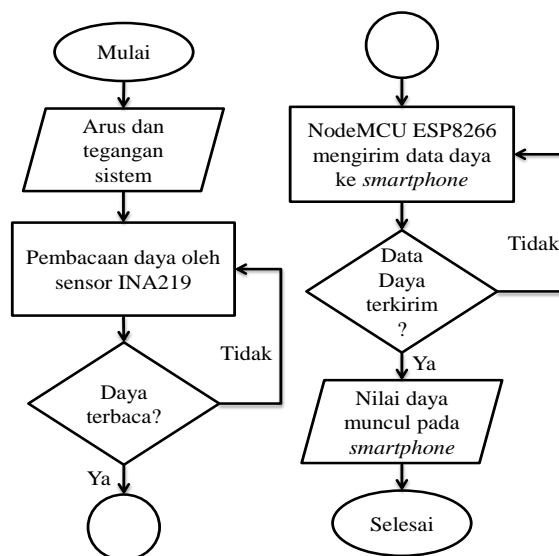 Mulai
Arus dan
tegangan
sistem
Pembacaan daya oleh
sensor INA219
Tidak
Daya
terbaca?
Ya
NodeMCU ESP8266
mengirim data daya
ke smartphone
Tidak
Data
Daya
terkirim
?
Ya
Nilai daya
muncul pada
smartphone
Selesai